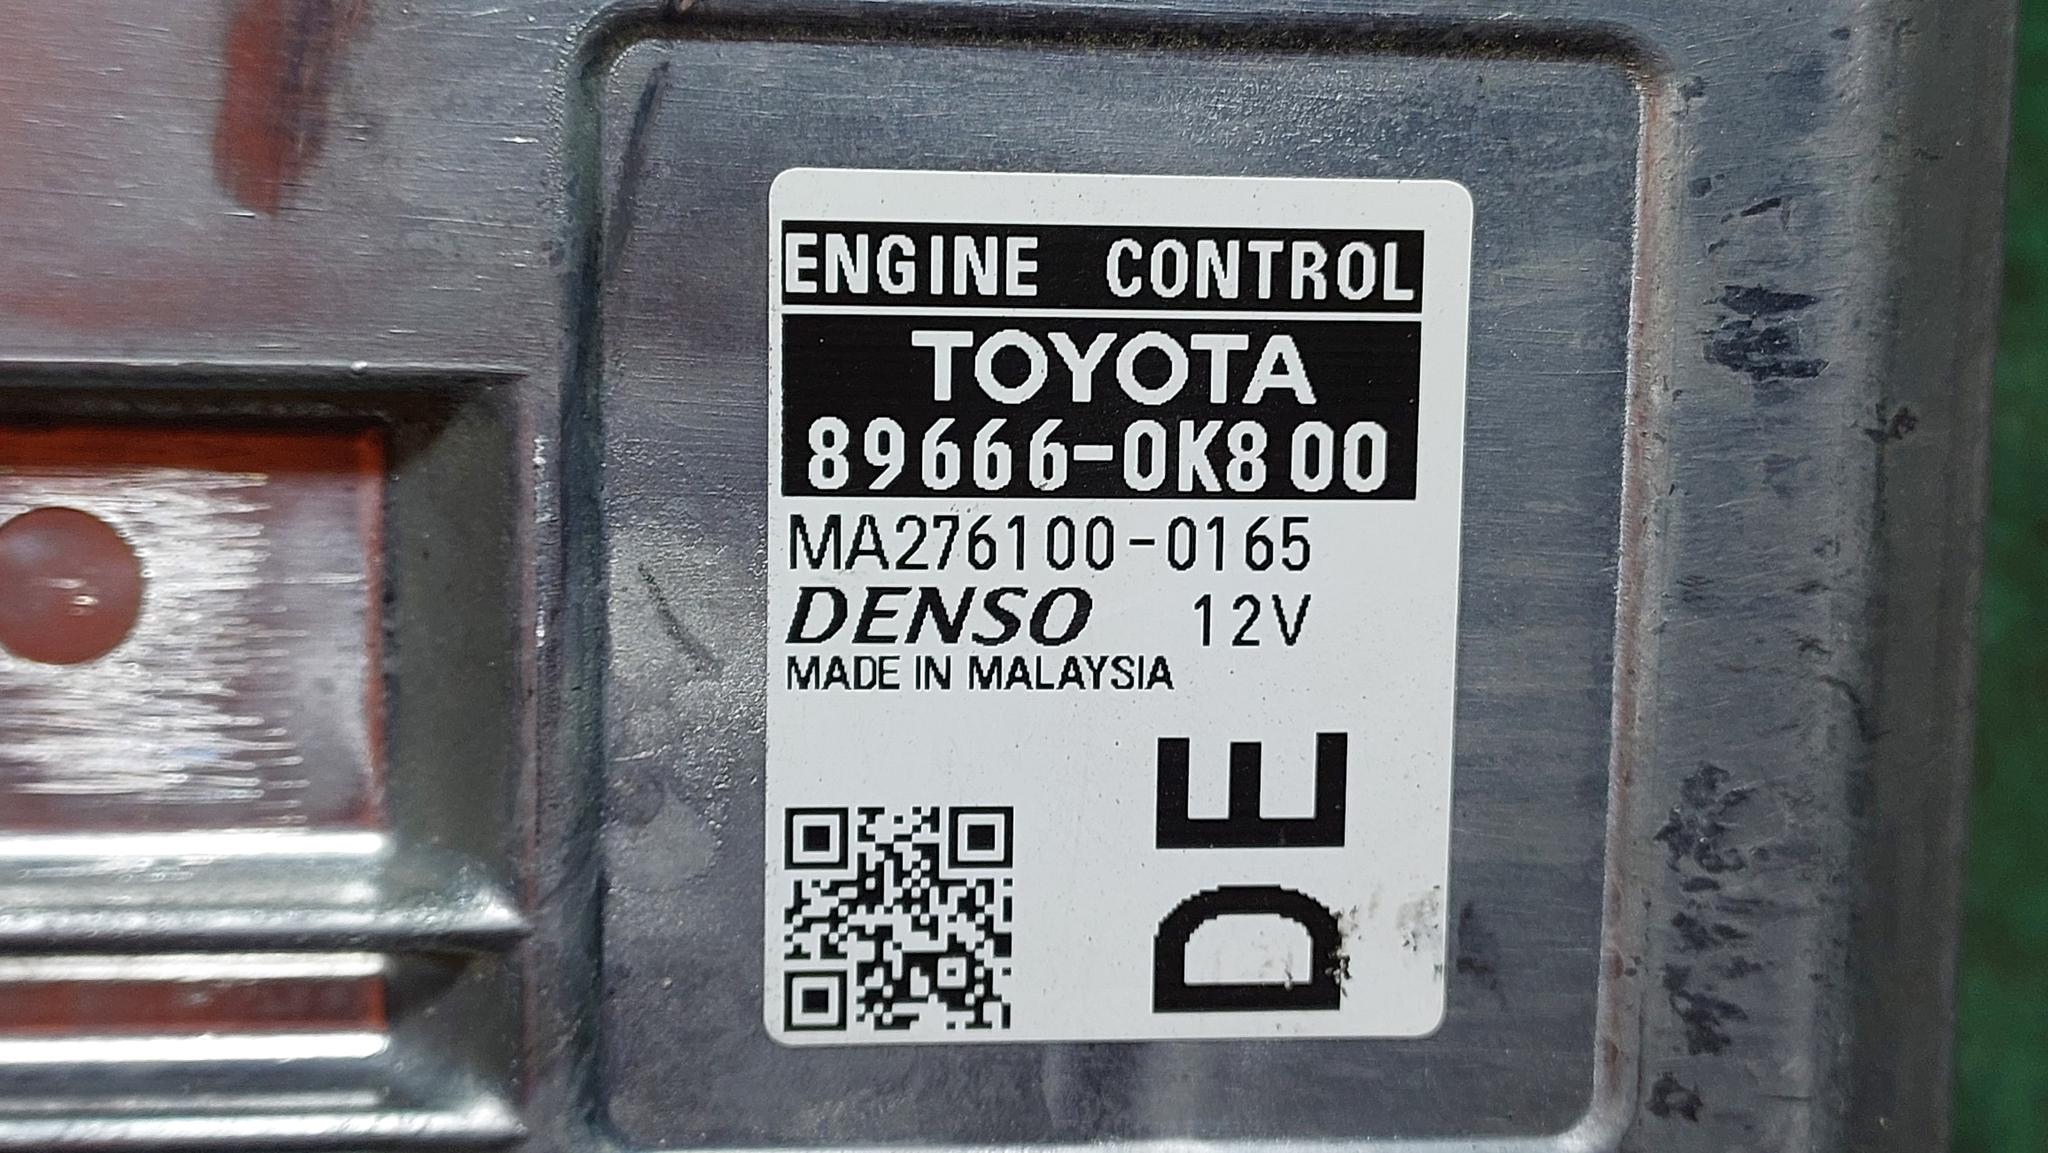 ENGINE CONTROL
TOYOTA
89666-0K800
MA276100-0165
DENSO 12V
MADE IN MALAYSIA
DE